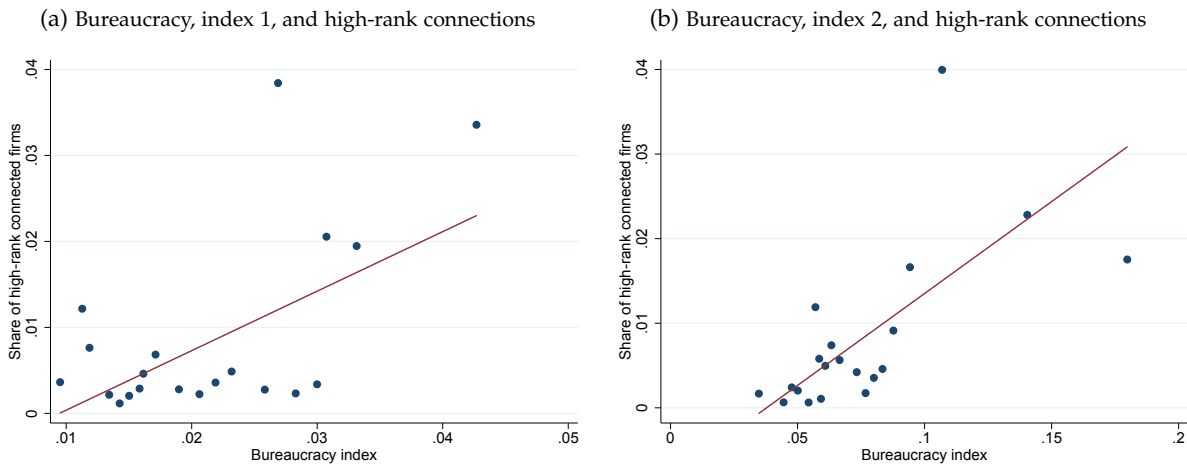 (a) Bureaucracy, index 1, and high-rank connections
Share of high-rank connected firms
.04
.03
.02
.01
0
.01 .02 .03 .04 .05
Bureaucracy index
(b) Bureaucracy, index 2, and high-rank connections
Share of high-rank connected firms
.04
.03
.02
.01
0
0 .05 .1 .15 .2
Bureaucracy index